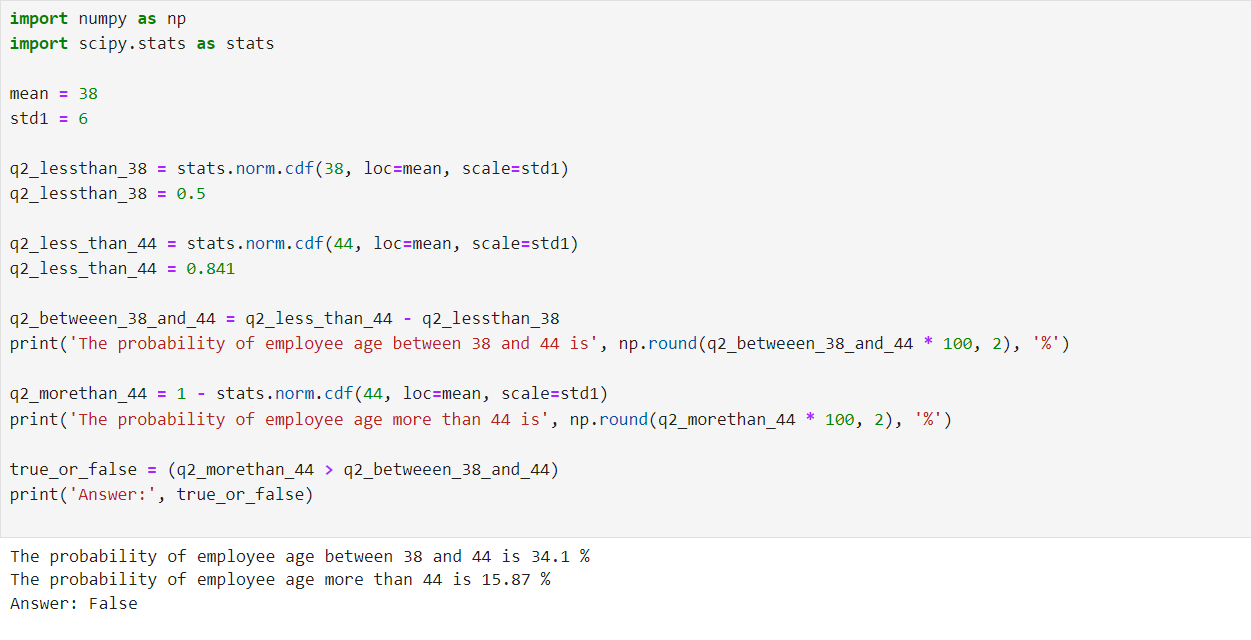 import numpy as np
import scipy.stats as stats
mean = 38
std1 = 6
q2_lessthan_38 = stats.norm.cdf(38, loc=mean, scale=std1)
q2_lessthan_38 = 0.5
q2_less_than_44 = stats.norm.cdf(44, loc=mean, scale=std1)
q2_less_than_44 = 0.841
q2_betweeen_38_and_44 = q2_less_than_44 - q2_lessthan_38
print('The probability of employee age between 38 and 44 is', np.round(q2_betweeen_38_and_44 * 100, 2), '%')
q2_morethan_44 = 1 - stats.norm.cdf(44, loc=mean, scale=std1)
print('The probability of employee age more than 44 is', np.round(q2_morethan_44 * 100, 2), '%')
true_or_false = (q2_morethan_44 > q2_betweeen_38_and_44)
print('Answer:', true_or_false)
The probability of employee age between 38 and 44 is 34.1 %
The probability of employee age more than 44 is 15.87 %
Answer: False